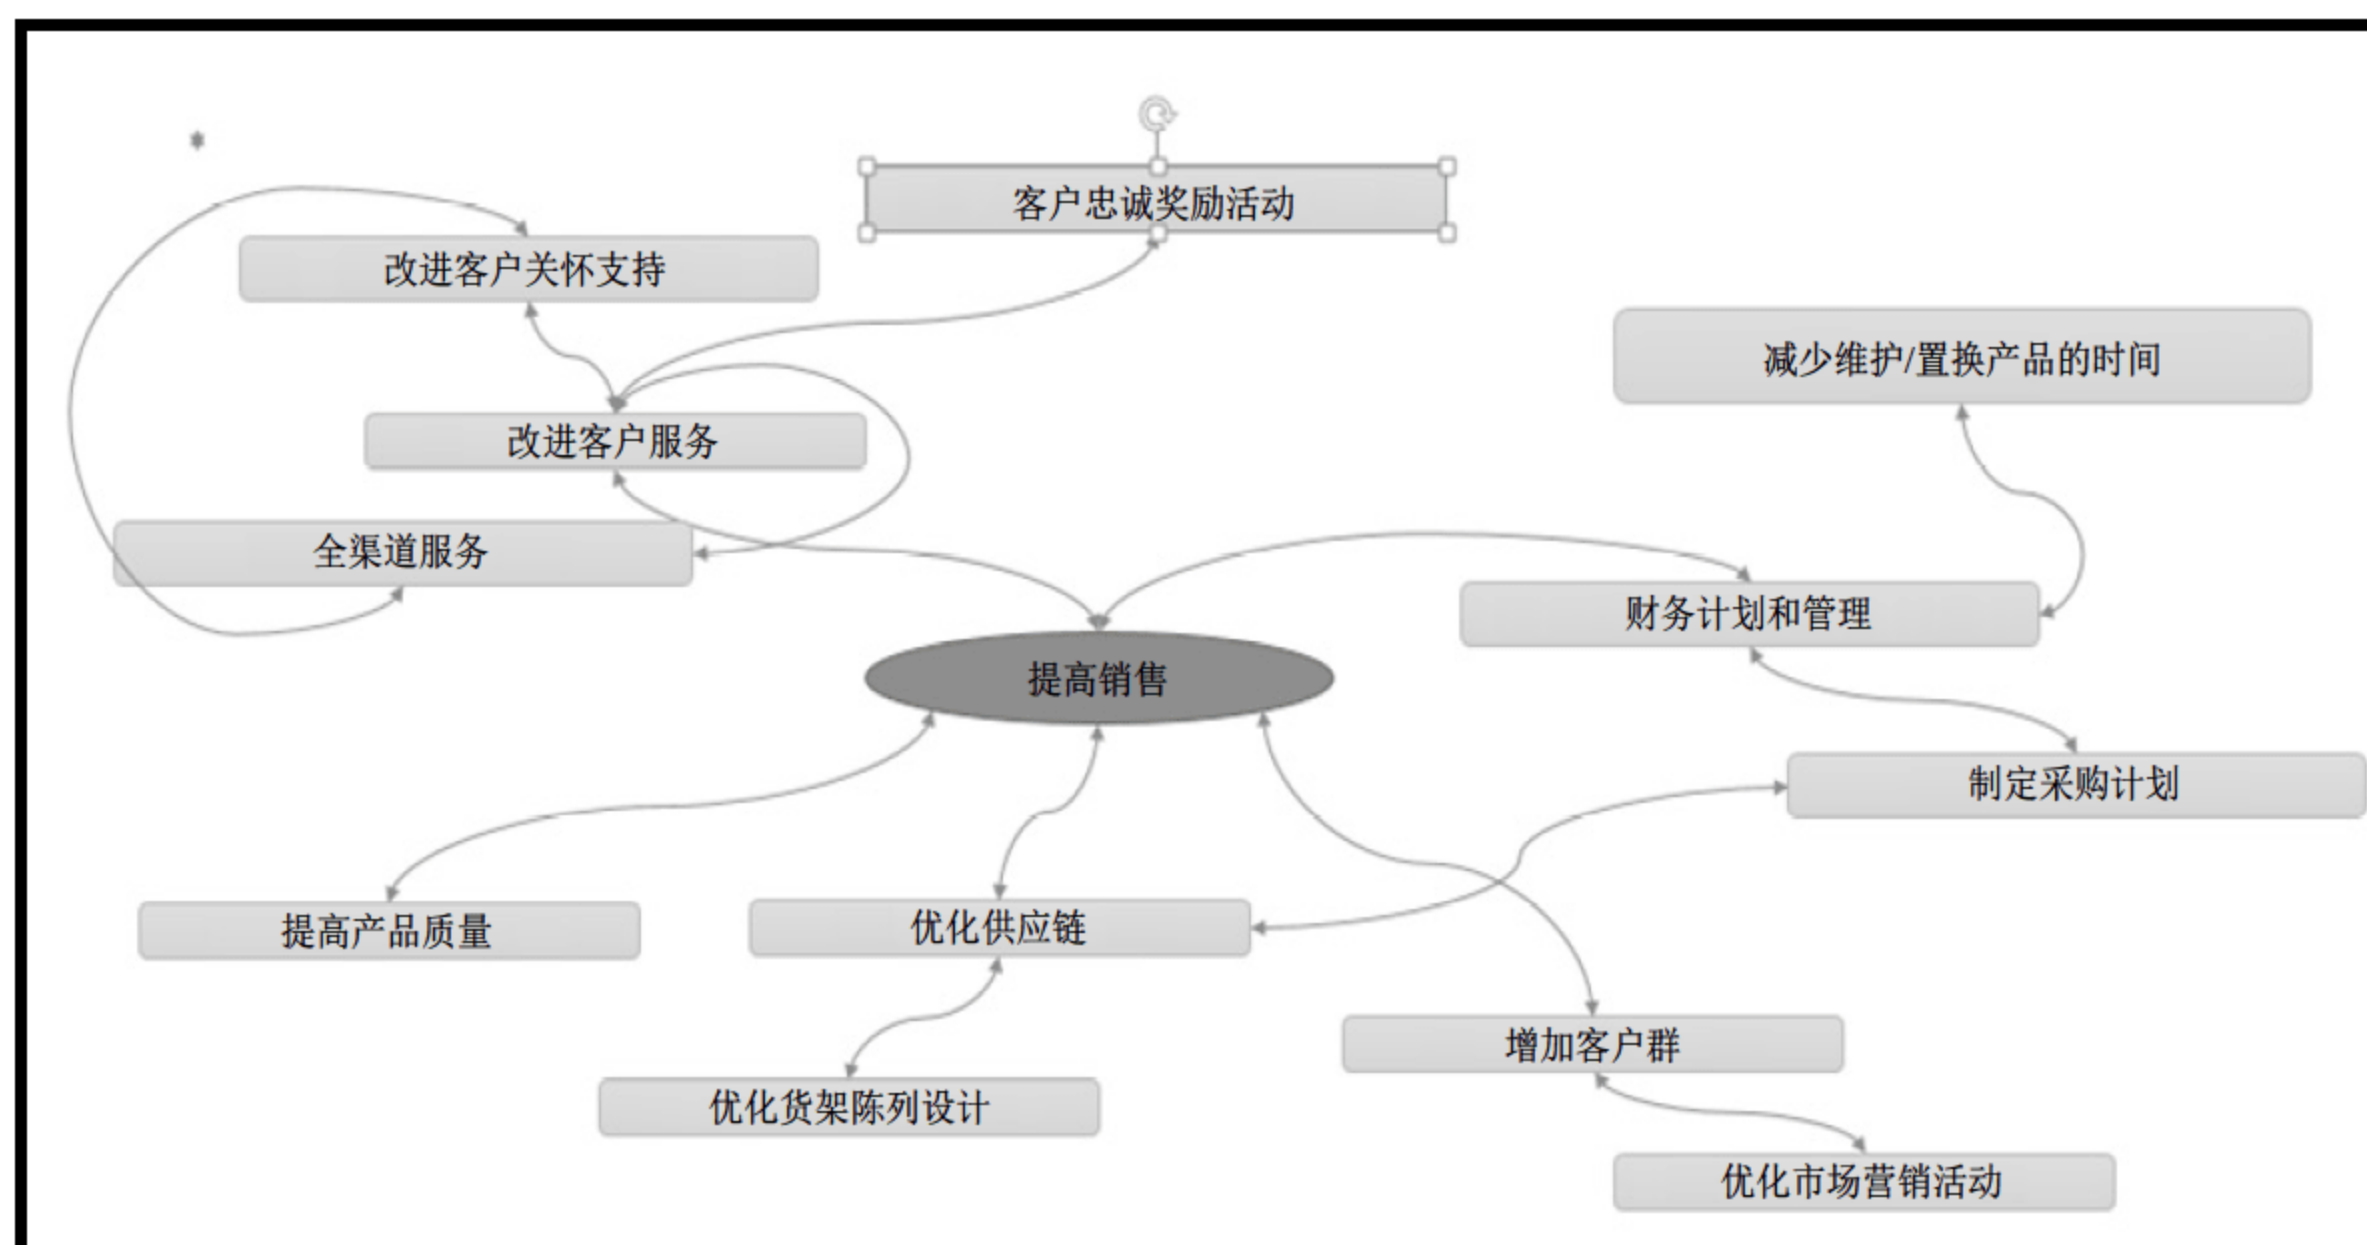 客户忠诚奖励活动
改进客户关怀支持
减少维护/置换产品的时间
改进客户服务
全渠道服务
财务计划和管理
提高销售
制定采购计划
提高产品质量
优化供应链
增加客户群
优化货架陈列设计
优化市场营销活动